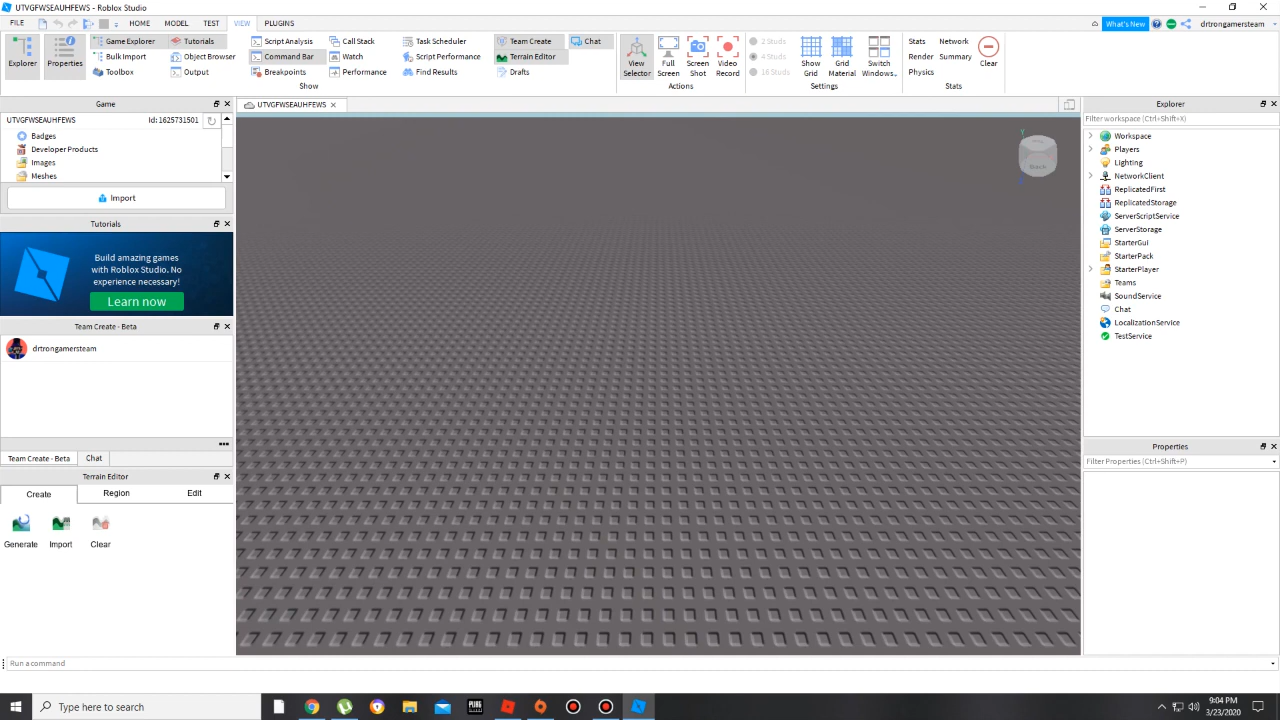 UTVGFWSEAUHFEWS - Roblox Studio
FILE HOME MODEL TEST VIEW PLUGINS What's New drtrongamersteam
Explorer
Properties
Game Explorer Tutorials
Bulk Import Object Browser
Toolbox Output
Script Analysis Call Stack Task Scheduler
Command Bar Watch Script Performance
Breakpoints Performance Find Results
Team Create Chat
Terrain Editor
Drafts
Show
View Selector
Full Screen
Screen Shot
Video Record
Actions
2 Studs
4 Studs
16 Studs
Show Grid
Grid Material
Switch Windows
Settings
Stats Network
Render Summary
Physics
Clear
Stats
Game
UTVGFWSEAUHFEWS Id: 1625731501
Badges
Developer Products
Images
Meshes
Import
Tutorials
Build amazing games
with Roblox Studio. No
experience necessary!
Learn now
Team Create - Beta
drtrongamersteam
Team Create - Beta Chat
Terrain Editor
Create Region Edit
Generate Import Clear
UTVGFWSEAUHFEWS
Y
Back
Explorer
Filter workspace (Ctrl+Shift+X)
Workspace
Players
Lighting
NetworkClient
ReplicatedFirst
ReplicatedStorage
ServerScriptService
ServerStorage
StarterGui
StarterPack
StarterPlayer
Teams
SoundService
Chat
LocalizationService
TestService
Properties
Filter Properties (Ctrl+Shift+P)
Run a command
Type here to search
PUBG
9:04 PM
3/23/2020